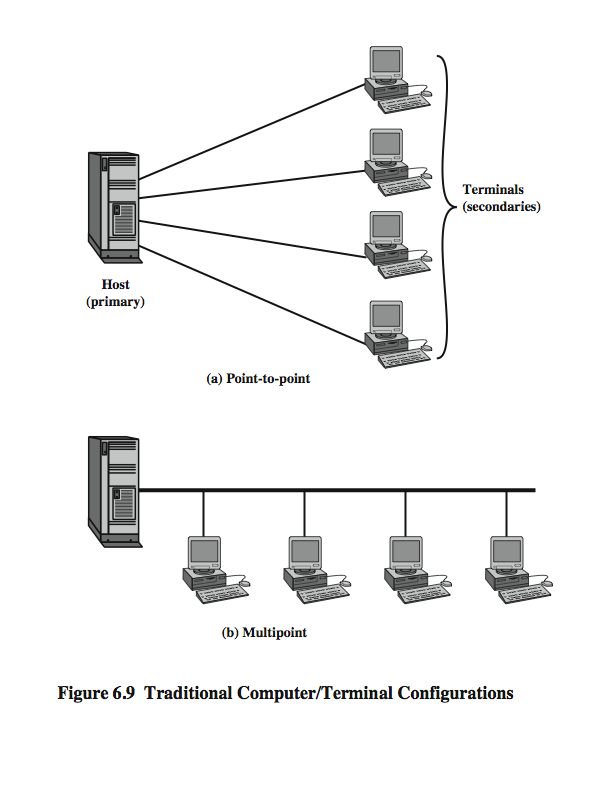 Terminals
(secondaries)
Host
(primary)
(a) Point-to-point
(b) Multipoint
Figure 6.9 Traditional Computer/Terminal Configurations